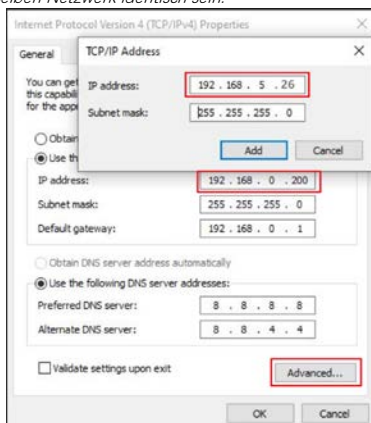 selben Netzwerk identisch sein.
Internet Protocol Version 4 (TCP/IPv4) Properties
General
TCP/IP Address
You can get
this capabili
for the appr
IP address:
192 . 168 . 5 . 26
Subnet mask:
255 . 255 . 255 . 0
Add
Cancel
Obtain
Use th
IP address:
192 . 168 . 0 . 200
Subnet mask:
255 . 255 . 255 . 0
Default gateway:
192 . 168 . 0 . 1
Obtain DNS server address automatically
Use the following DNS server addresses:
Preferred DNS server:
8 . 8 . 8 . 8
Alternate DNS server:
8 . 8 . 4 . 4
Validate settings upon exit
Advanced...
OK
Cancel